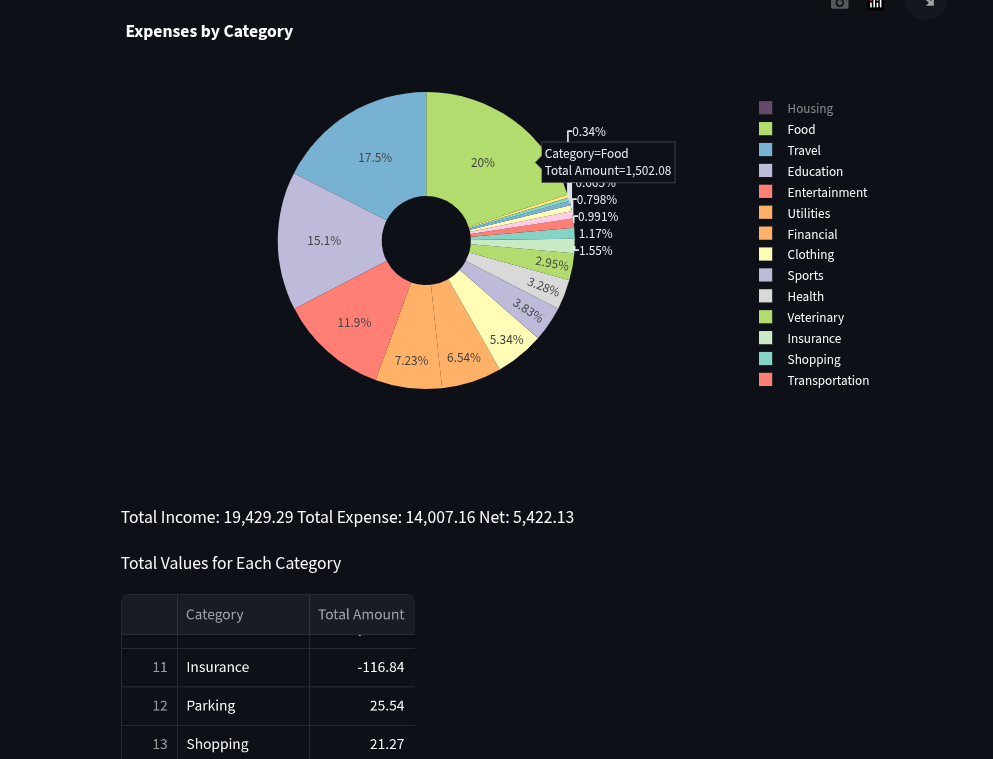 Expenses by Category
Housing
Food
Travel
Education
Entertainment
Utilities
Financial
Clothing
Sports
Health
Veterinary
Insurance
Shopping
Transportation
0.34%
17.5%
20%
Category=Food
Total Amount=1,502.08
0.798%
0.991%
1.17%
1.55%
15.1%
2.95%
3.28%
3.83%
11.9%
5.34%
7.23%
6.54%
Total Income: 19,429.29 Total Expense: 14,007.16 Net: 5,422.13
Total Values for Each Category
Category Total Amount
11 Insurance -116.84
12 Parking 25.54
13 Shopping 21.27